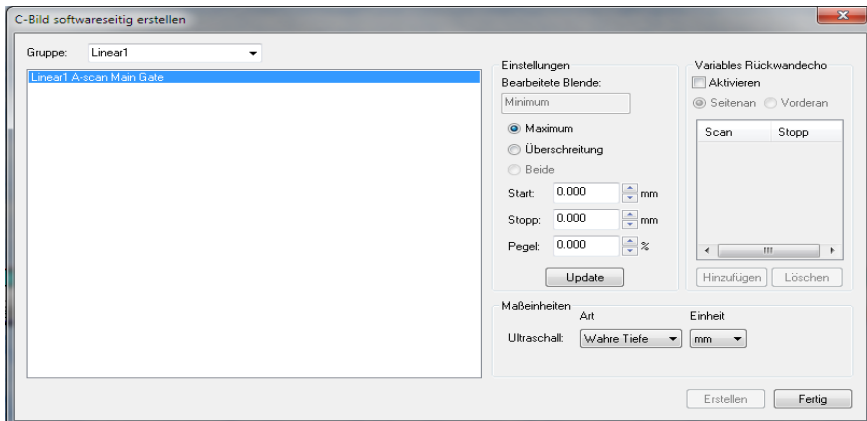 C-Bild softwareseitig erstellen
Gruppe: Linear1
Linear1 A-scan Main Gate
Einstellungen
Bearbeitete Blende:
Minimum
Maximum
Überschreitung
Beide
Start: 0.000 mm
Stopp: 0.000 mm
Pegel: 0.000 %
Update
Variables Rückwandecho
Aktivieren
Seitenan Vorderan
Scan Stopp
Hinzufügen Löschen
Maßeinheiten
Art Einheit
Ultraschall: Wahre Tiefe mm
Erstellen Fertig